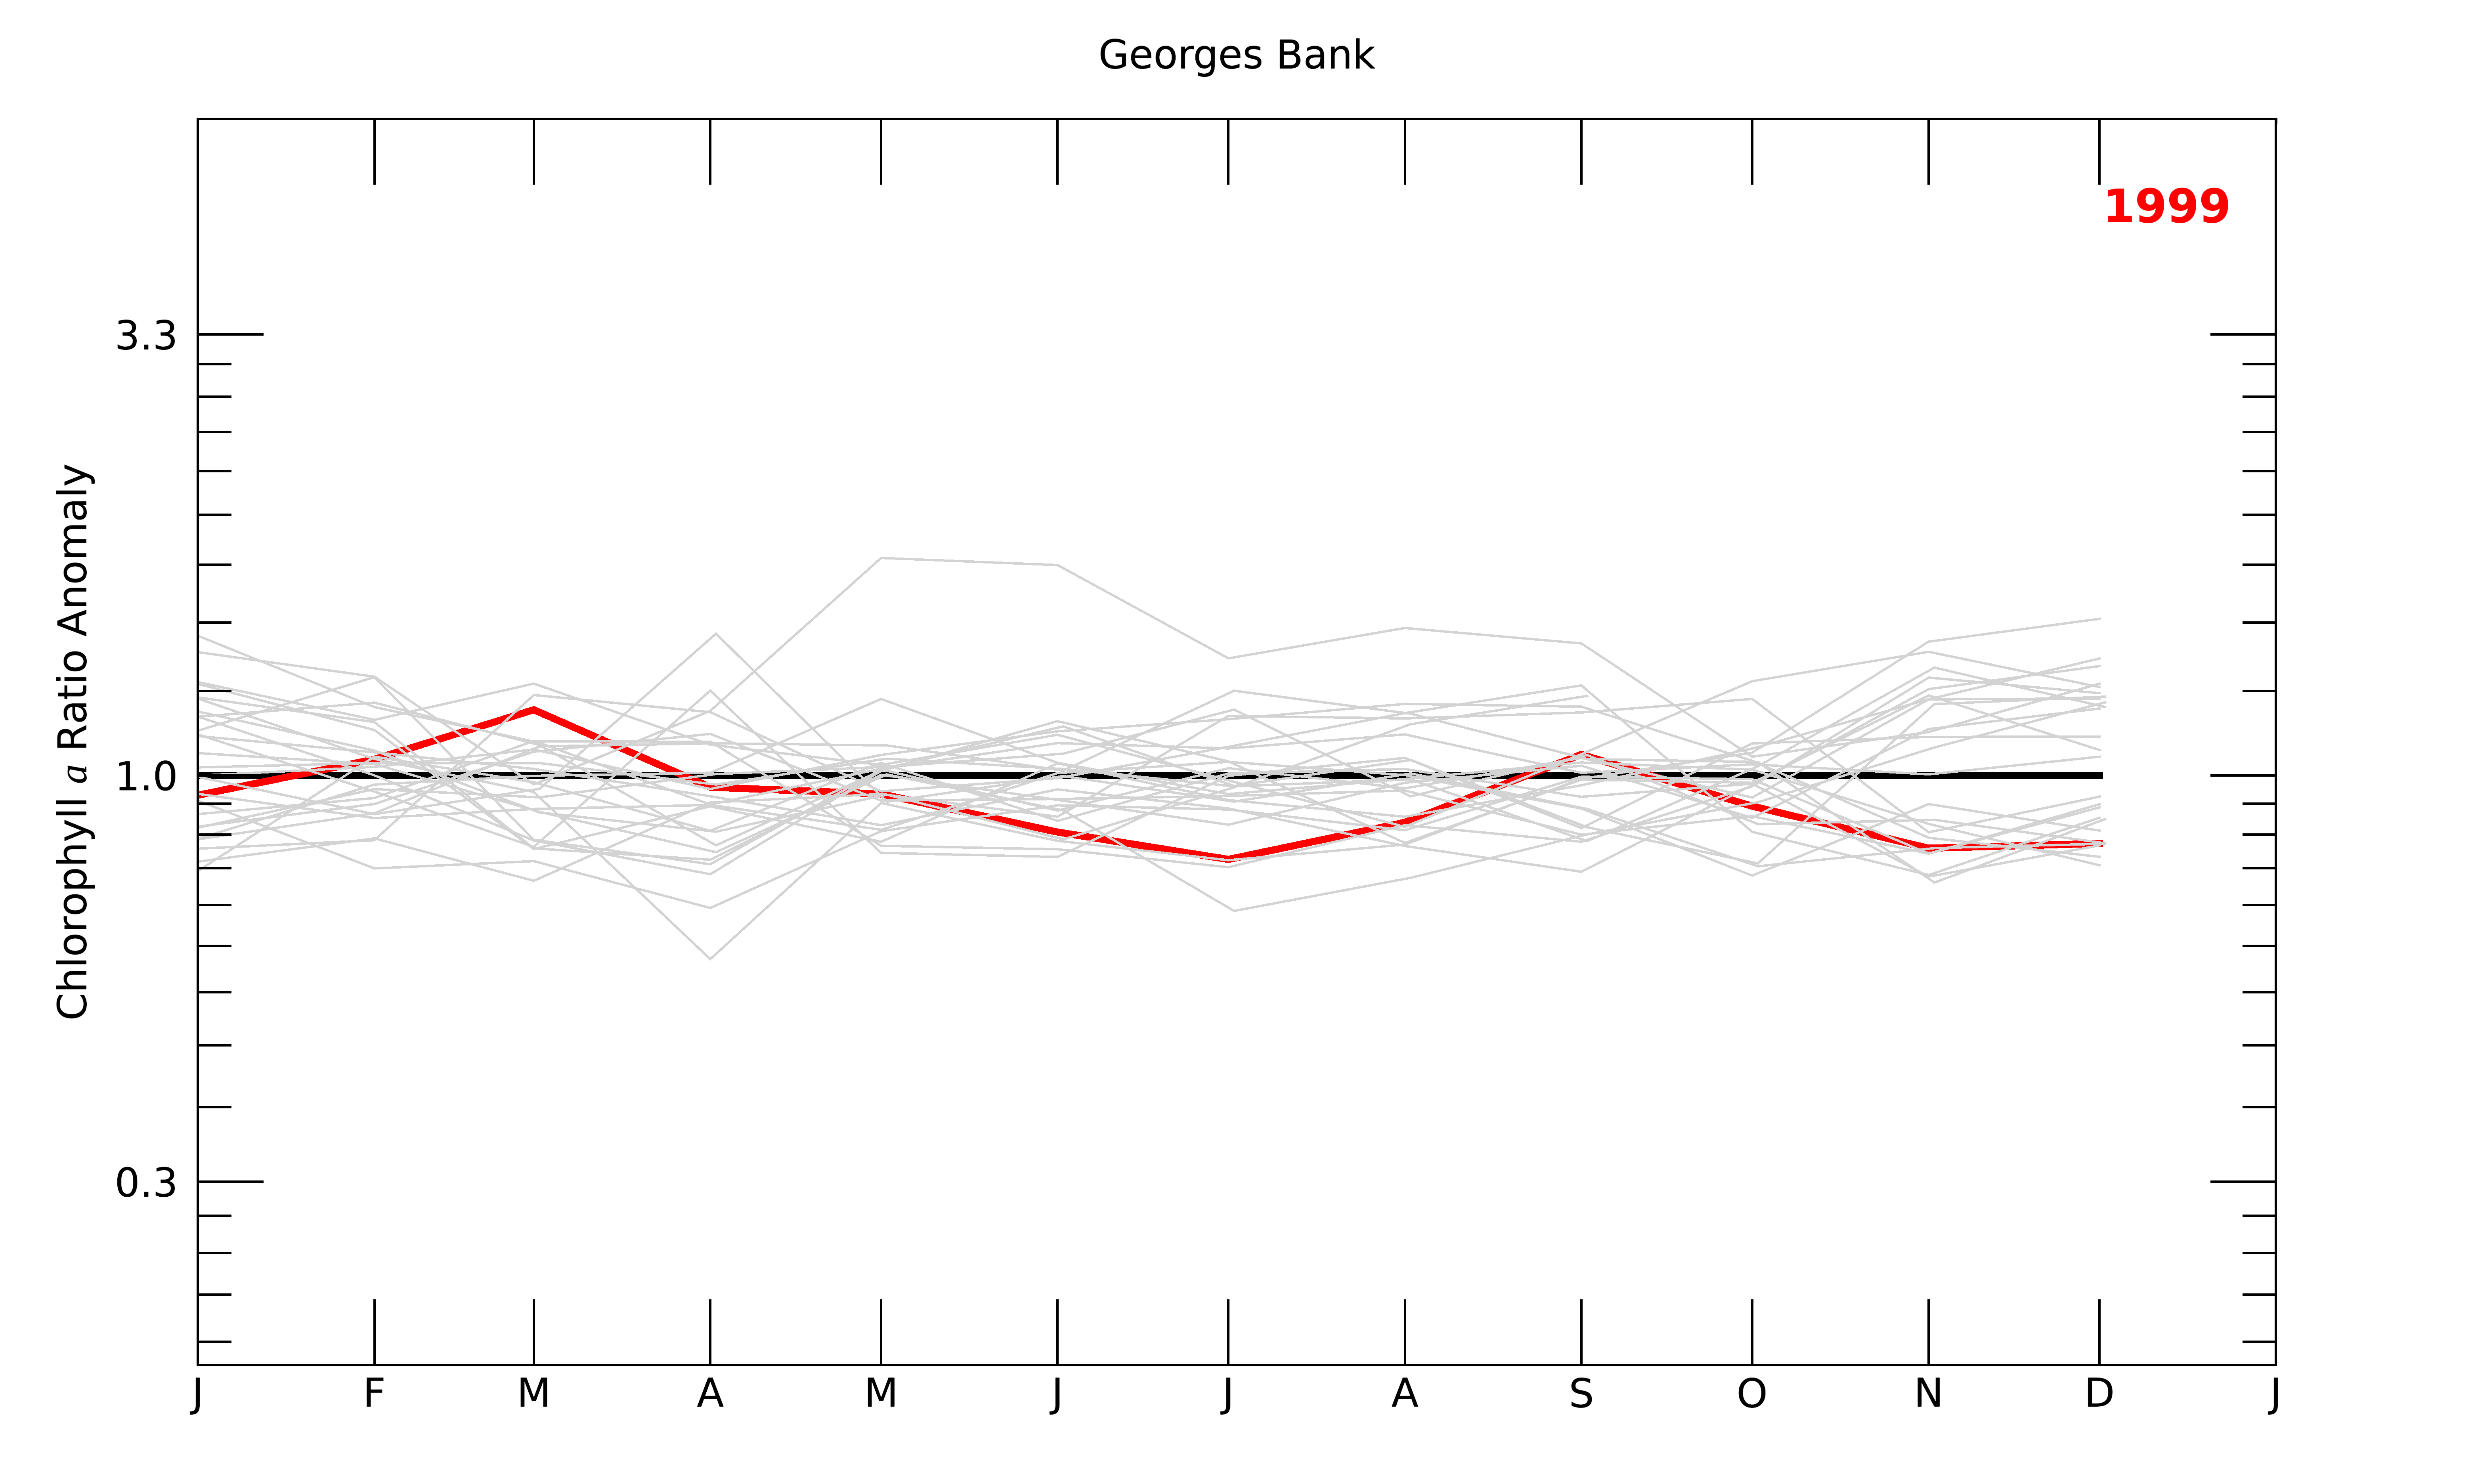 Georges Bank
1999
3.3
1.0
0.3
Chlorophyll a Ratio Anomaly
J F M A M J J A S O N D J